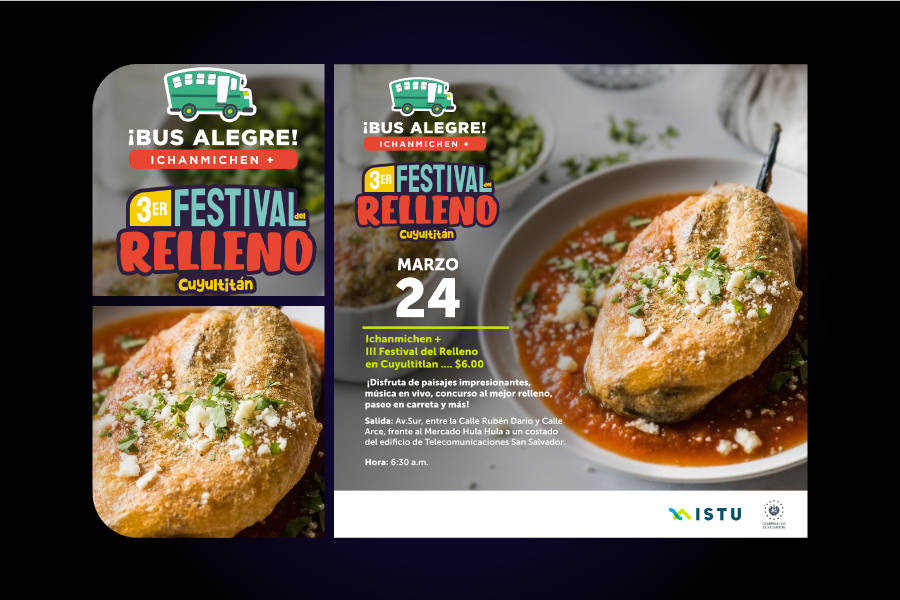 ¡BUS ALEGRE!
ICHANMICHEN +
3ER FESTIVAL del
RELLENO
Cuyultitán
¡BUS ALEGRE!
ICHANMICHEN +
3ER FESTIVAL del
RELLENO
Cuyultitán
MARZO
24
Ichanmichen +
III Festival del Relleno
en Cuyultitlan .... $6.00
¡Disfruta de paisajes impresionantes,
música en vivo, concurso al mejor relleno,
paseo en carreta y más!
Salida: Av.Sur, entre la Calle Rubén Dario y Calle
Arce, frente al Mercado Hula Hula a un costado
del edificio de Telecomunicaciones San Salvador.
Hora: 6:30 a.m.
ISTU
GOBIERNO DE
EL SALVADOR